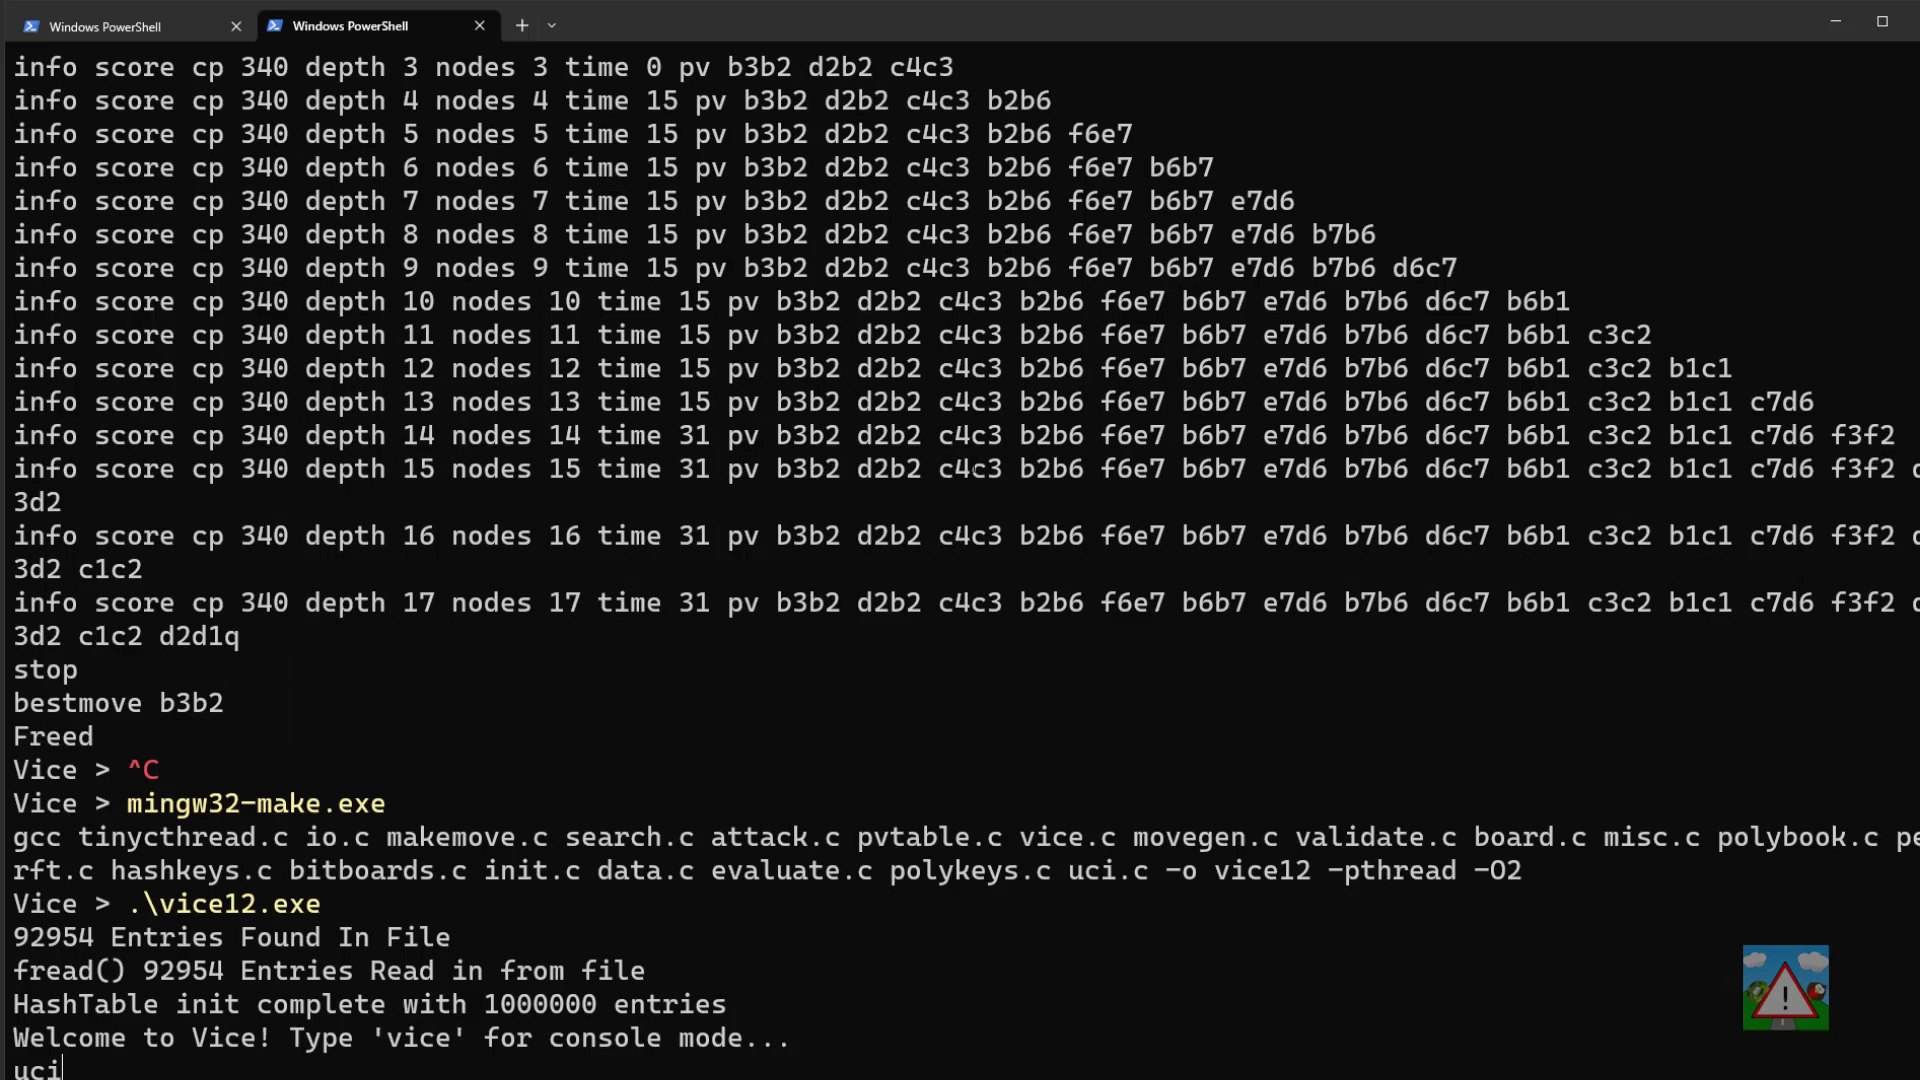 Windows PowerShell
Windows PowerShell
info score cp 340 depth 3 nodes 3 time 0 pv b3b2 d2b2 c4c3
info score cp 340 depth 4 nodes 4 time 15 pv b3b2 d2b2 c4c3 b2b6
info score cp 340 depth 5 nodes 5 time 15 pv b3b2 d2b2 c4c3 b2b6 f6e7
info score cp 340 depth 6 nodes 6 time 15 pv b3b2 d2b2 c4c3 b2b6 f6e7 b6b7
info score cp 340 depth 7 nodes 7 time 15 pv b3b2 d2b2 c4c3 b2b6 f6e7 b6b7 e7d6
info score cp 340 depth 8 nodes 8 time 15 pv b3b2 d2b2 c4c3 b2b6 f6e7 b6b7 e7d6 b7b6
info score cp 340 depth 9 nodes 9 time 15 pv b3b2 d2b2 c4c3 b2b6 f6e7 b6b7 e7d6 b7b6 d6c7
info score cp 340 depth 10 nodes 10 time 15 pv b3b2 d2b2 c4c3 b2b6 f6e7 b6b7 e7d6 b7b6 d6c7 b6b1
info score cp 340 depth 11 nodes 11 time 15 pv b3b2 d2b2 c4c3 b2b6 f6e7 b6b7 e7d6 b7b6 d6c7 b6b1 c3c2
info score cp 340 depth 12 nodes 12 time 15 pv b3b2 d2b2 c4c3 b2b6 f6e7 b6b7 e7d6 b7b6 d6c7 b6b1 c3c2 b1c1
info score cp 340 depth 13 nodes 13 time 15 pv b3b2 d2b2 c4c3 b2b6 f6e7 b6b7 e7d6 b7b6 d6c7 b6b1 c3c2 b1c1 c7d6
info score cp 340 depth 14 nodes 14 time 31 pv b3b2 d2b2 c4c3 b2b6 f6e7 b6b7 e7d6 b7b6 d6c7 b6b1 c3c2 b1c1 c7d6 f3f2
info score cp 340 depth 15 nodes 15 time 31 pv b3b2 d2b2 c4c3 b2b6 f6e7 b6b7 e7d6 b7b6 d6c7 b6b1 c3c2 b1c1 c7d6 f3f2
3d2
info score cp 340 depth 16 nodes 16 time 31 pv b3b2 d2b2 c4c3 b2b6 f6e7 b6b7 e7d6 b7b6 d6c7 b6b1 c3c2 b1c1 c7d6 f3f2
3d2 c1c2
info score cp 340 depth 17 nodes 17 time 31 pv b3b2 d2b2 c4c3 b2b6 f6e7 b6b7 e7d6 b7b6 d6c7 b6b1 c3c2 b1c1 c7d6 f3f2
3d2 c1c2 d2d1q
stop
bestmove b3b2
Freed
Vice > ^C
Vice > mingw32-make.exe
gcc tinycthread.c io.c makemove.c search.c attack.c pvtable.c vice.c movegen.c validate.c board.c misc.c polybook.c pe
rft.c hashkeys.c bitboards.c init.c data.c evaluate.c polykeys.c uci.c -o vice12 -pthread -O2
Vice > .\vice12.exe
92954 Entries Found In File
fread() 92954 Entries Read in from file
HashTable init complete with 1000000 entries
Welcome to Vice! Type 'vice' for console mode...
uci